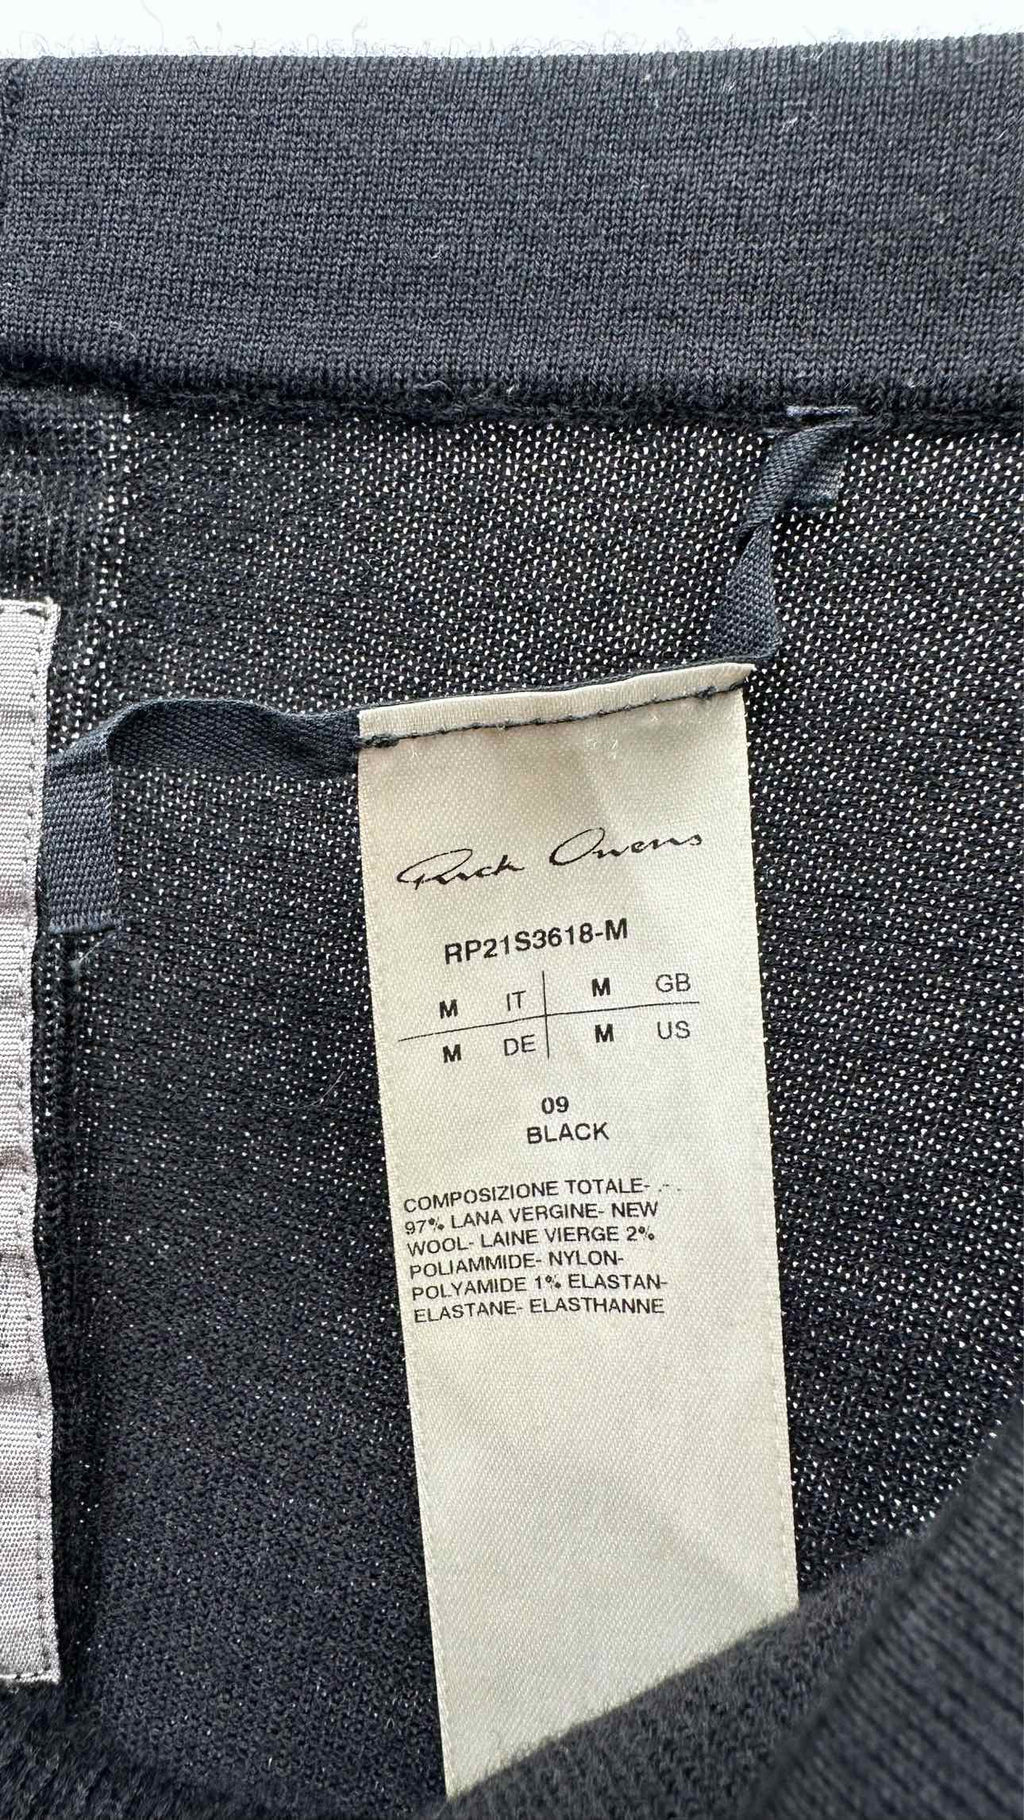 Rick Owens
RP21S3618-M
M IT M GB
M DE M US
09
BLACK
COMPOSIZIONE TOTALE- .- .
97% LANA VERGINE- NEW
WOOL- LAINE VIERGE 2%
POLIAMMIDE- NYLON-
POLYAMIDE 1% ELASTAN-
ELASTANE- ELASTHANNE